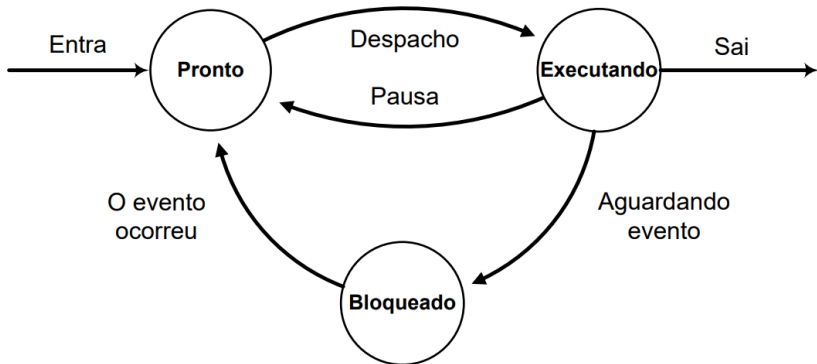 Entra
Despacho
Sai
Pronto
Executando
Pausa
O evento
ocorreu
Aguardando
evento
Bloqueado